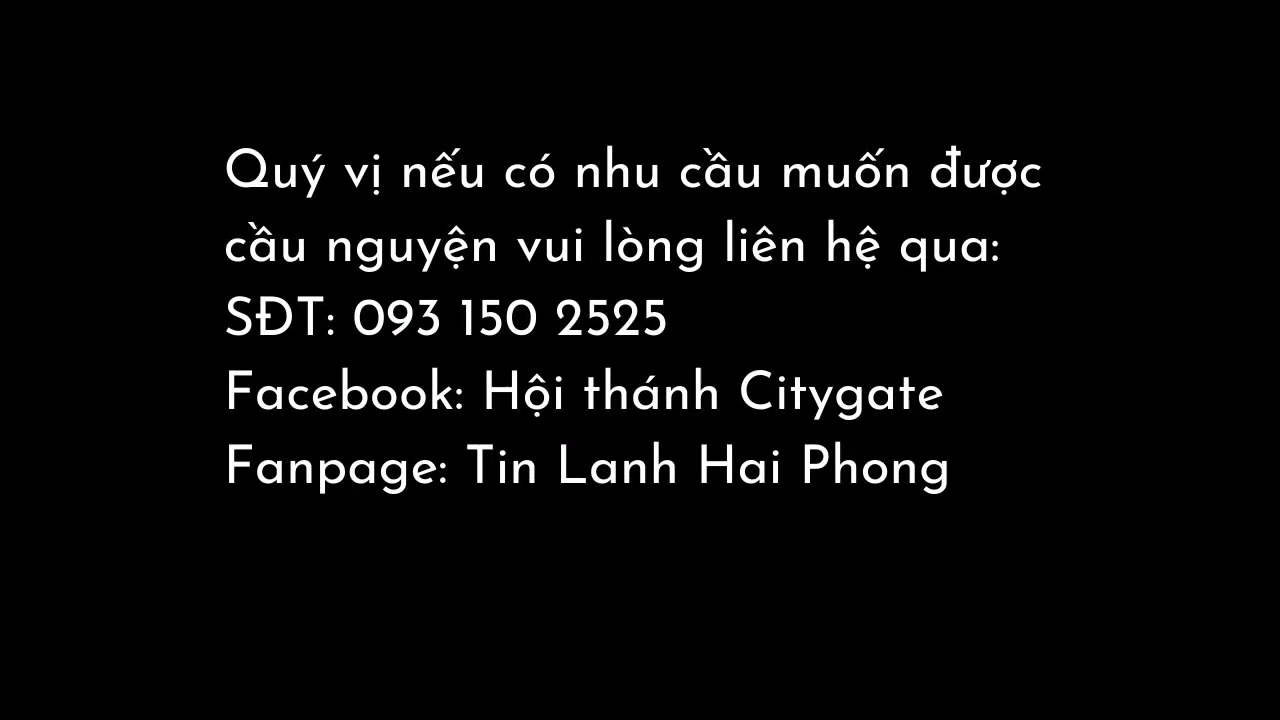 Quý vị nếu có nhu cầu muốn được
cầu nguyện vui lòng liên hệ qua:
SĐT: 093 150 2525
Facebook: Hội thánh Citygate
Fanpage: Tin Lanh Hai Phong